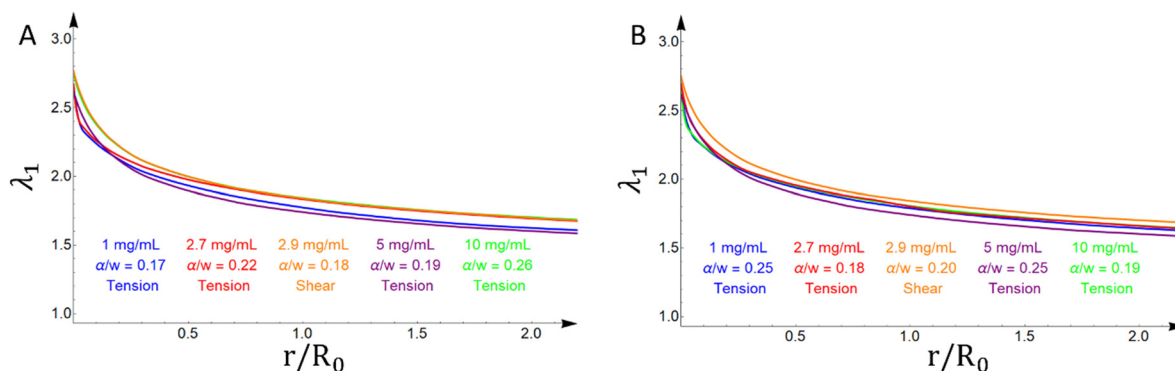 A
3.0
2.5
λ₁
2.0
1.5
1.0
1 mg/mL 2.7 mg/mL 2.9 mg/mL 5 mg/mL 10 mg/mL
α/w = 0.17 α/w = 0.22 α/w = 0.18 α/w = 0.19 α/w = 0.26
Tension Tension Shear Tension Tension
0.5 1.0 1.5 2.0
r/R₀
B
3.0
2.5
λ₁
2.0
1.5
1.0
1 mg/mL 2.7 mg/mL 2.9 mg/mL 5 mg/mL 10 mg/mL
α/w = 0.25 α/w = 0.18 α/w = 0.20 α/w = 0.25 α/w = 0.19
Tension Tension Shear Tension Tension
0.5 1.0 1.5 2.0
r/R₀